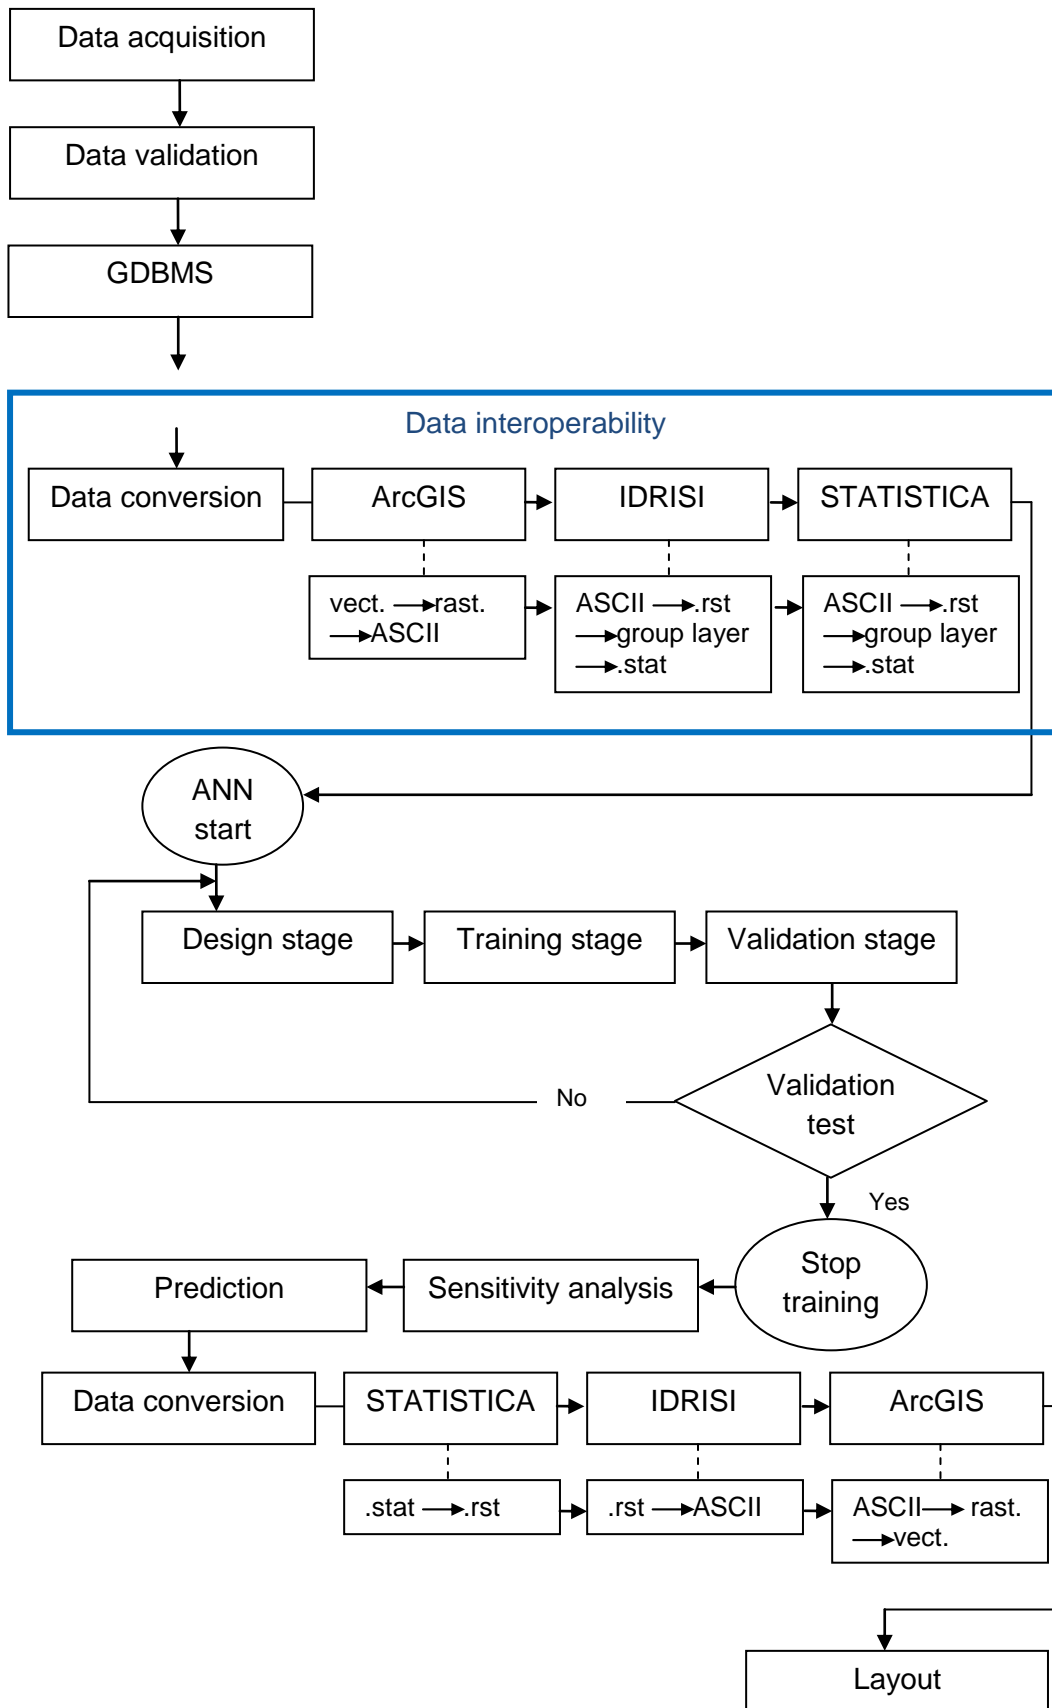 Data acquisition
Data validation
GDBMS
Data interoperability
Data conversion
ArcGIS
IDRISI
STATISTICA
vect. → rast.
→ ASCII
ASCII → .rst
→ group layer
→ .stat
ASCII → .rst
→ group layer
→ .stat
ANN
start
Design stage
Training stage
Validation stage
Validation
test
No
Yes
Stop
training
Sensitivity analysis
Prediction
Data conversion
STATISTICA
IDRISI
ArcGIS
.stat → .rst
.rst → ASCII
ASCII → rast.
→ vect.
Layout